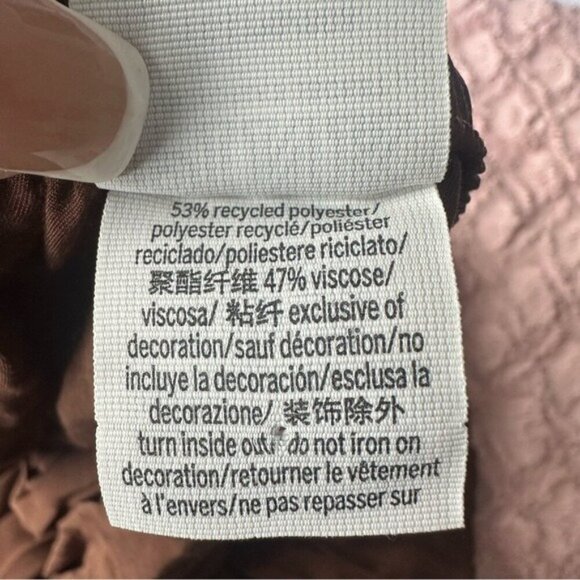 53% recycled polyester/
polyester recyclé/poliéster
reciclado/poliestere riciclato/
聚酯纤维 47% viscose/
viscosa/ 粘纤 exclusive of
decoration/sauf décoration/no
incluye la decoración/esclusa la
decorazione/ 装饰除外
turn inside out/ do not iron on
decoration/retourner le vêtement
à l'envers/ne pas repasser sur